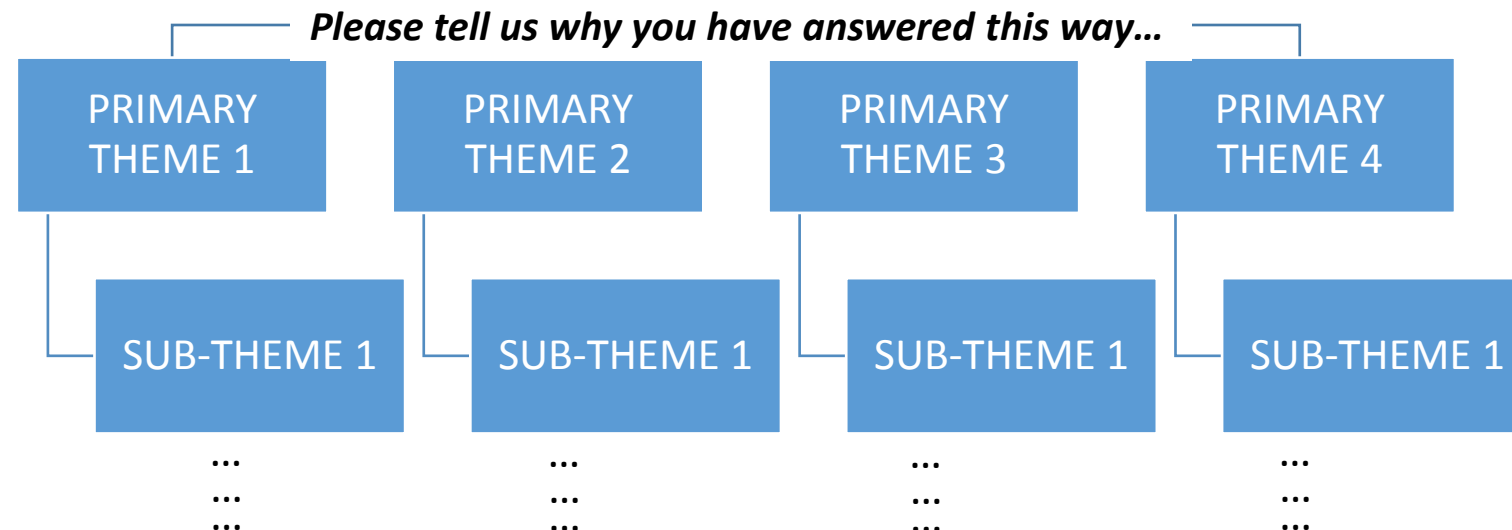 Please tell us why you have answered this way…
PRIMARY
THEME 1
PRIMARY
THEME 2
PRIMARY
THEME 3
PRIMARY
THEME 4
SUB-THEME 1
SUB-THEME 1
SUB-THEME 1
SUB-THEME 1
… … … …
… … … …
… … … …